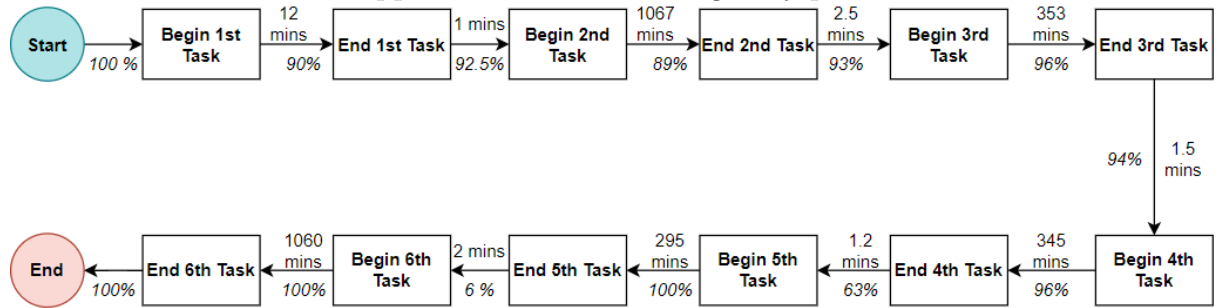 Start
100 %
Begin 1st
Task
12
mins
90%
End 1st Task
1 mins
92.5%
Begin 2nd
Task
1067
mins
89%
End 2nd Task
2.5
mins
93%
Begin 3rd
Task
353
mins
96%
End 3rd Task
94%
1.5
mins
Begin 4th
Task
345
mins
96%
End 4th Task
1.2
mins
63%
Begin 5th
Task
295
mins
100%
End 5th Task
2 mins
6 %
Begin 6th
Task
1060
mins
100%
End 6th Task
100%
End